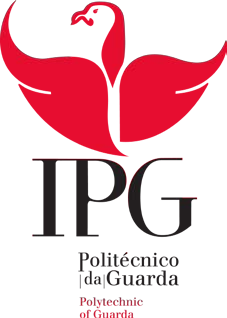 IPG
Politécnico
|da|Guarda
Polytechnic
of Guarda